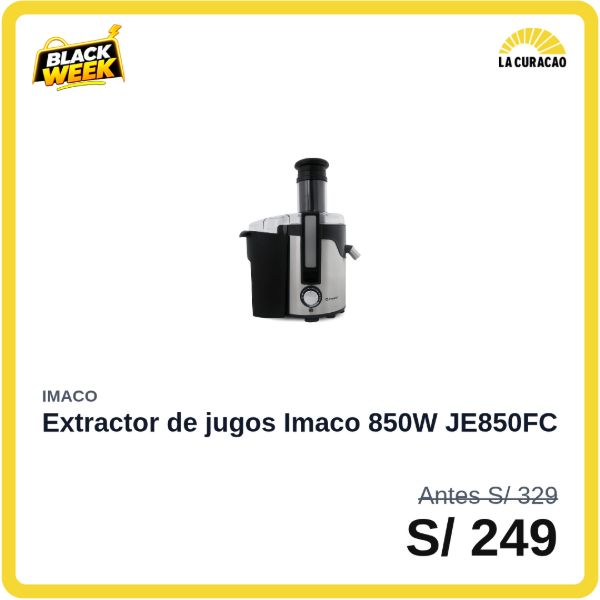 BLACK
WEEK
LA CURACAO
IMACO
Extractor de jugos Imaco 850W JE850FC
Antes S/ 329
S/ 249